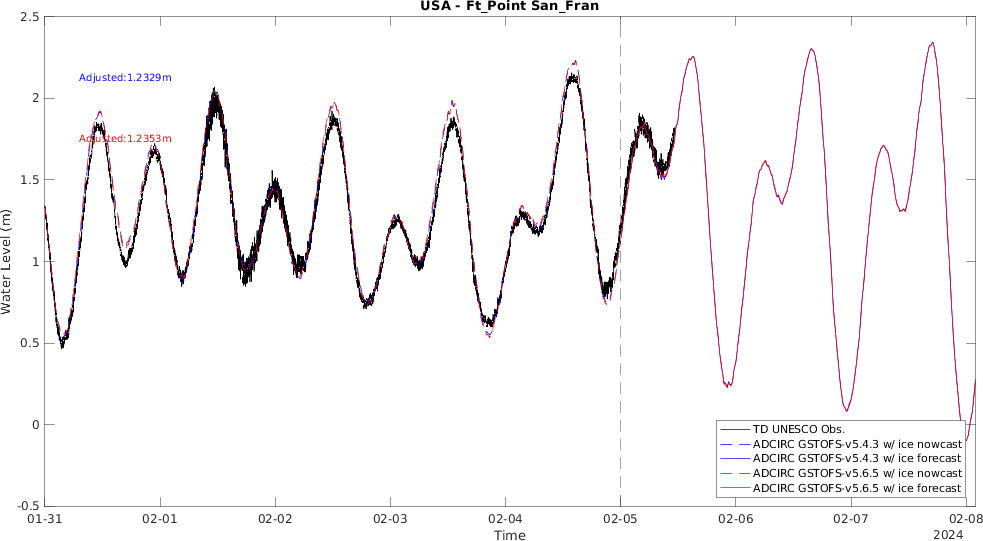 USA - Ft_Point San_Fran
2.5
2
1.5
1
0.5
0
-0.5
Water Level (m)
Adjusted:1.2329m
Adjusted:1.2353m
TD UNESCO Obs.
ADCIRC GSTOFS-v5.4.3 w/ ice nowcast
ADCIRC GSTOFS-v5.4.3 w/ ice forecast
ADCIRC GSTOFS-v5.6.5 w/ ice nowcast
ADCIRC GSTOFS-v5.6.5 w/ ice forecast
01-31 02-01 02-02 02-03 02-04 02-05 02-06 02-07 02-08
Time
2024